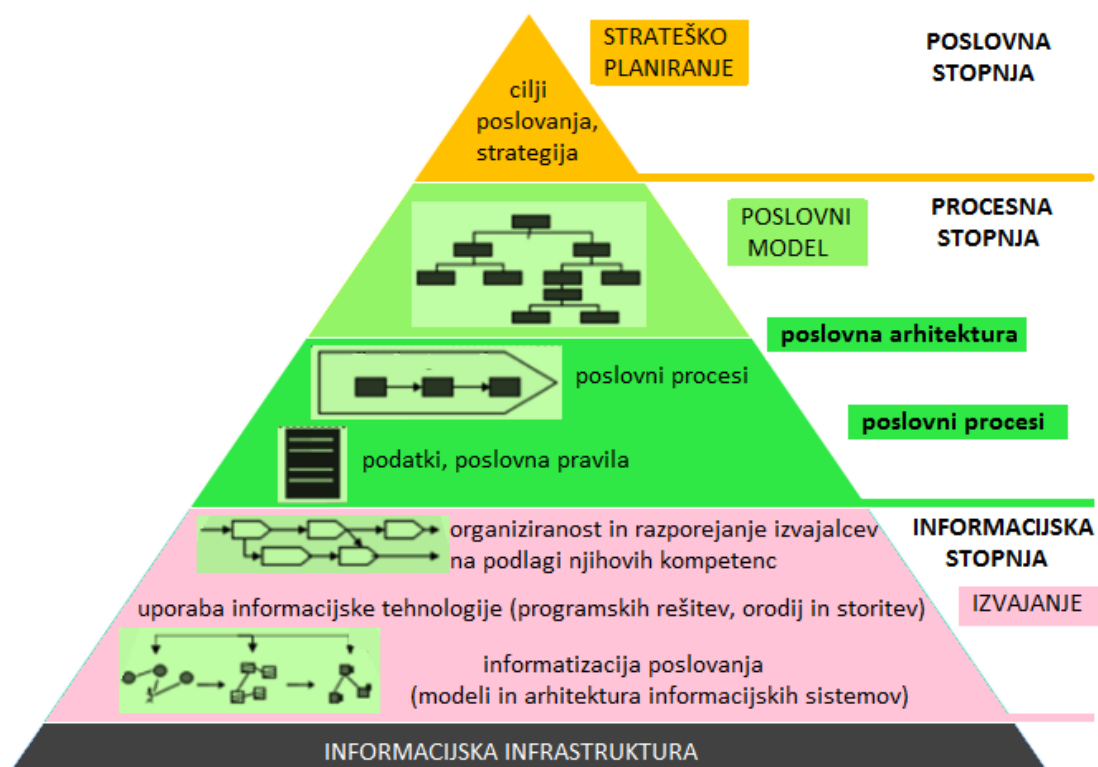 STRATEŠKO
PLANIRANJE
POSLOVNA
STOPNJA
cilji
poslovanja,
strategija
POSLOVNI
MODEL
PROCESNA
STOPNJA
poslovna arhitektura
poslovni procesi
poslovni procesi
podatki, poslovna pravila
organiziranost in razporejanje izvajalcev
na podlagi njihovih kompetenc
INFORMACIJSKA
STOPNJA
IZVAJANJE
uporaba informacijske tehnologije (programskih rešitev, orodij in storitev)
informatizacija poslovanja
(modeli in arhitektura informacijskih sistemov)
INFORMACIJSKA INFRASTRUKTURA